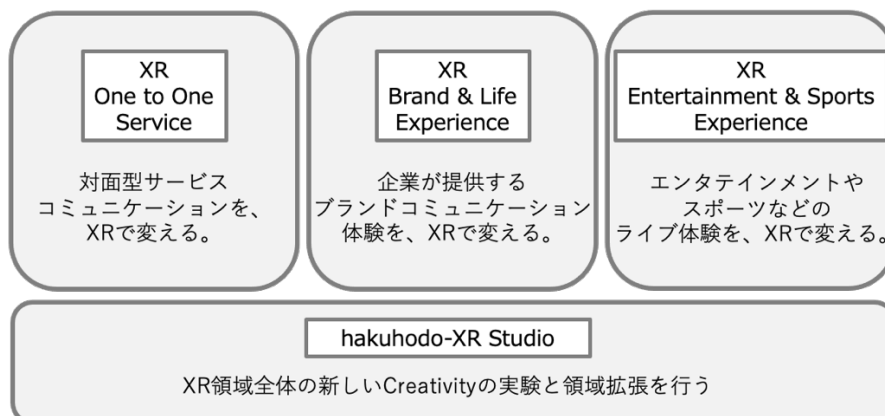 XR
One to One
Service
対面型サービス
コミュニケーションを、
XRで変える。
XR
Brand & Life
Experience
企業が提供する
ブランドコミュニケーション
体験を、XRで変える。
XR
Entertainment & Sports
Experience
エンタテインメントや
スポーツなどの
ライブ体験を、XRで変える。
hakuhodo-XR Studio
XR領域全体の新しいCreativityの実験と領域拡張を行う